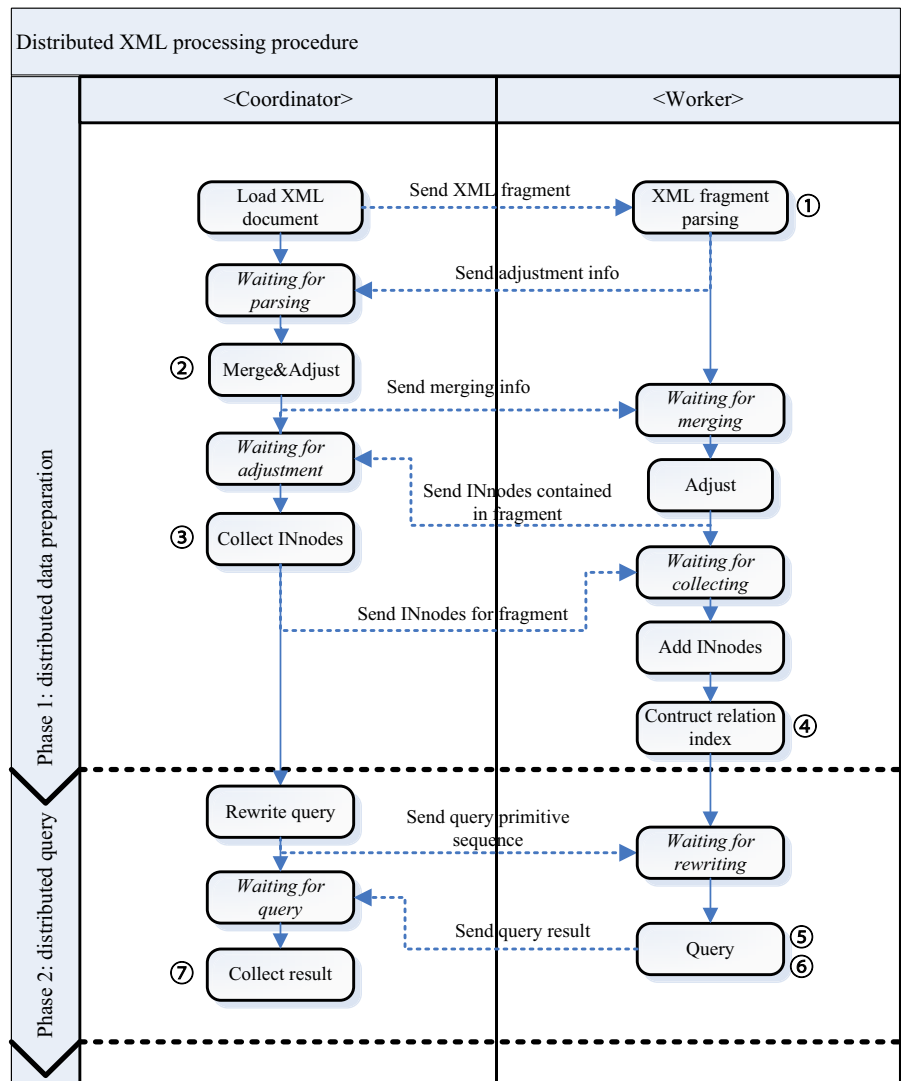 Distributed XML processing procedure
<Coordinator>
<Worker>
Phase 1: distributed data preparation
Load XML
document
Send XML fragment
XML fragment
parsing
①
Waiting for
parsing
Send adjustment info
②
Merge&Adjust
Send merging info
Waiting for
merging
Waiting for
adjustment
Adjust
Send INnodes contained
in fragment
③
Collect INnodes
Waiting for
collecting
Send INnodes for fragment
Add INnodes
Contruct relation
index
④
Phase 2: distributed query
Rewrite query
Send query primitive
sequence
Waiting for
rewriting
Waiting for
query
Send query result
Query
⑤
⑥
⑦
Collect result